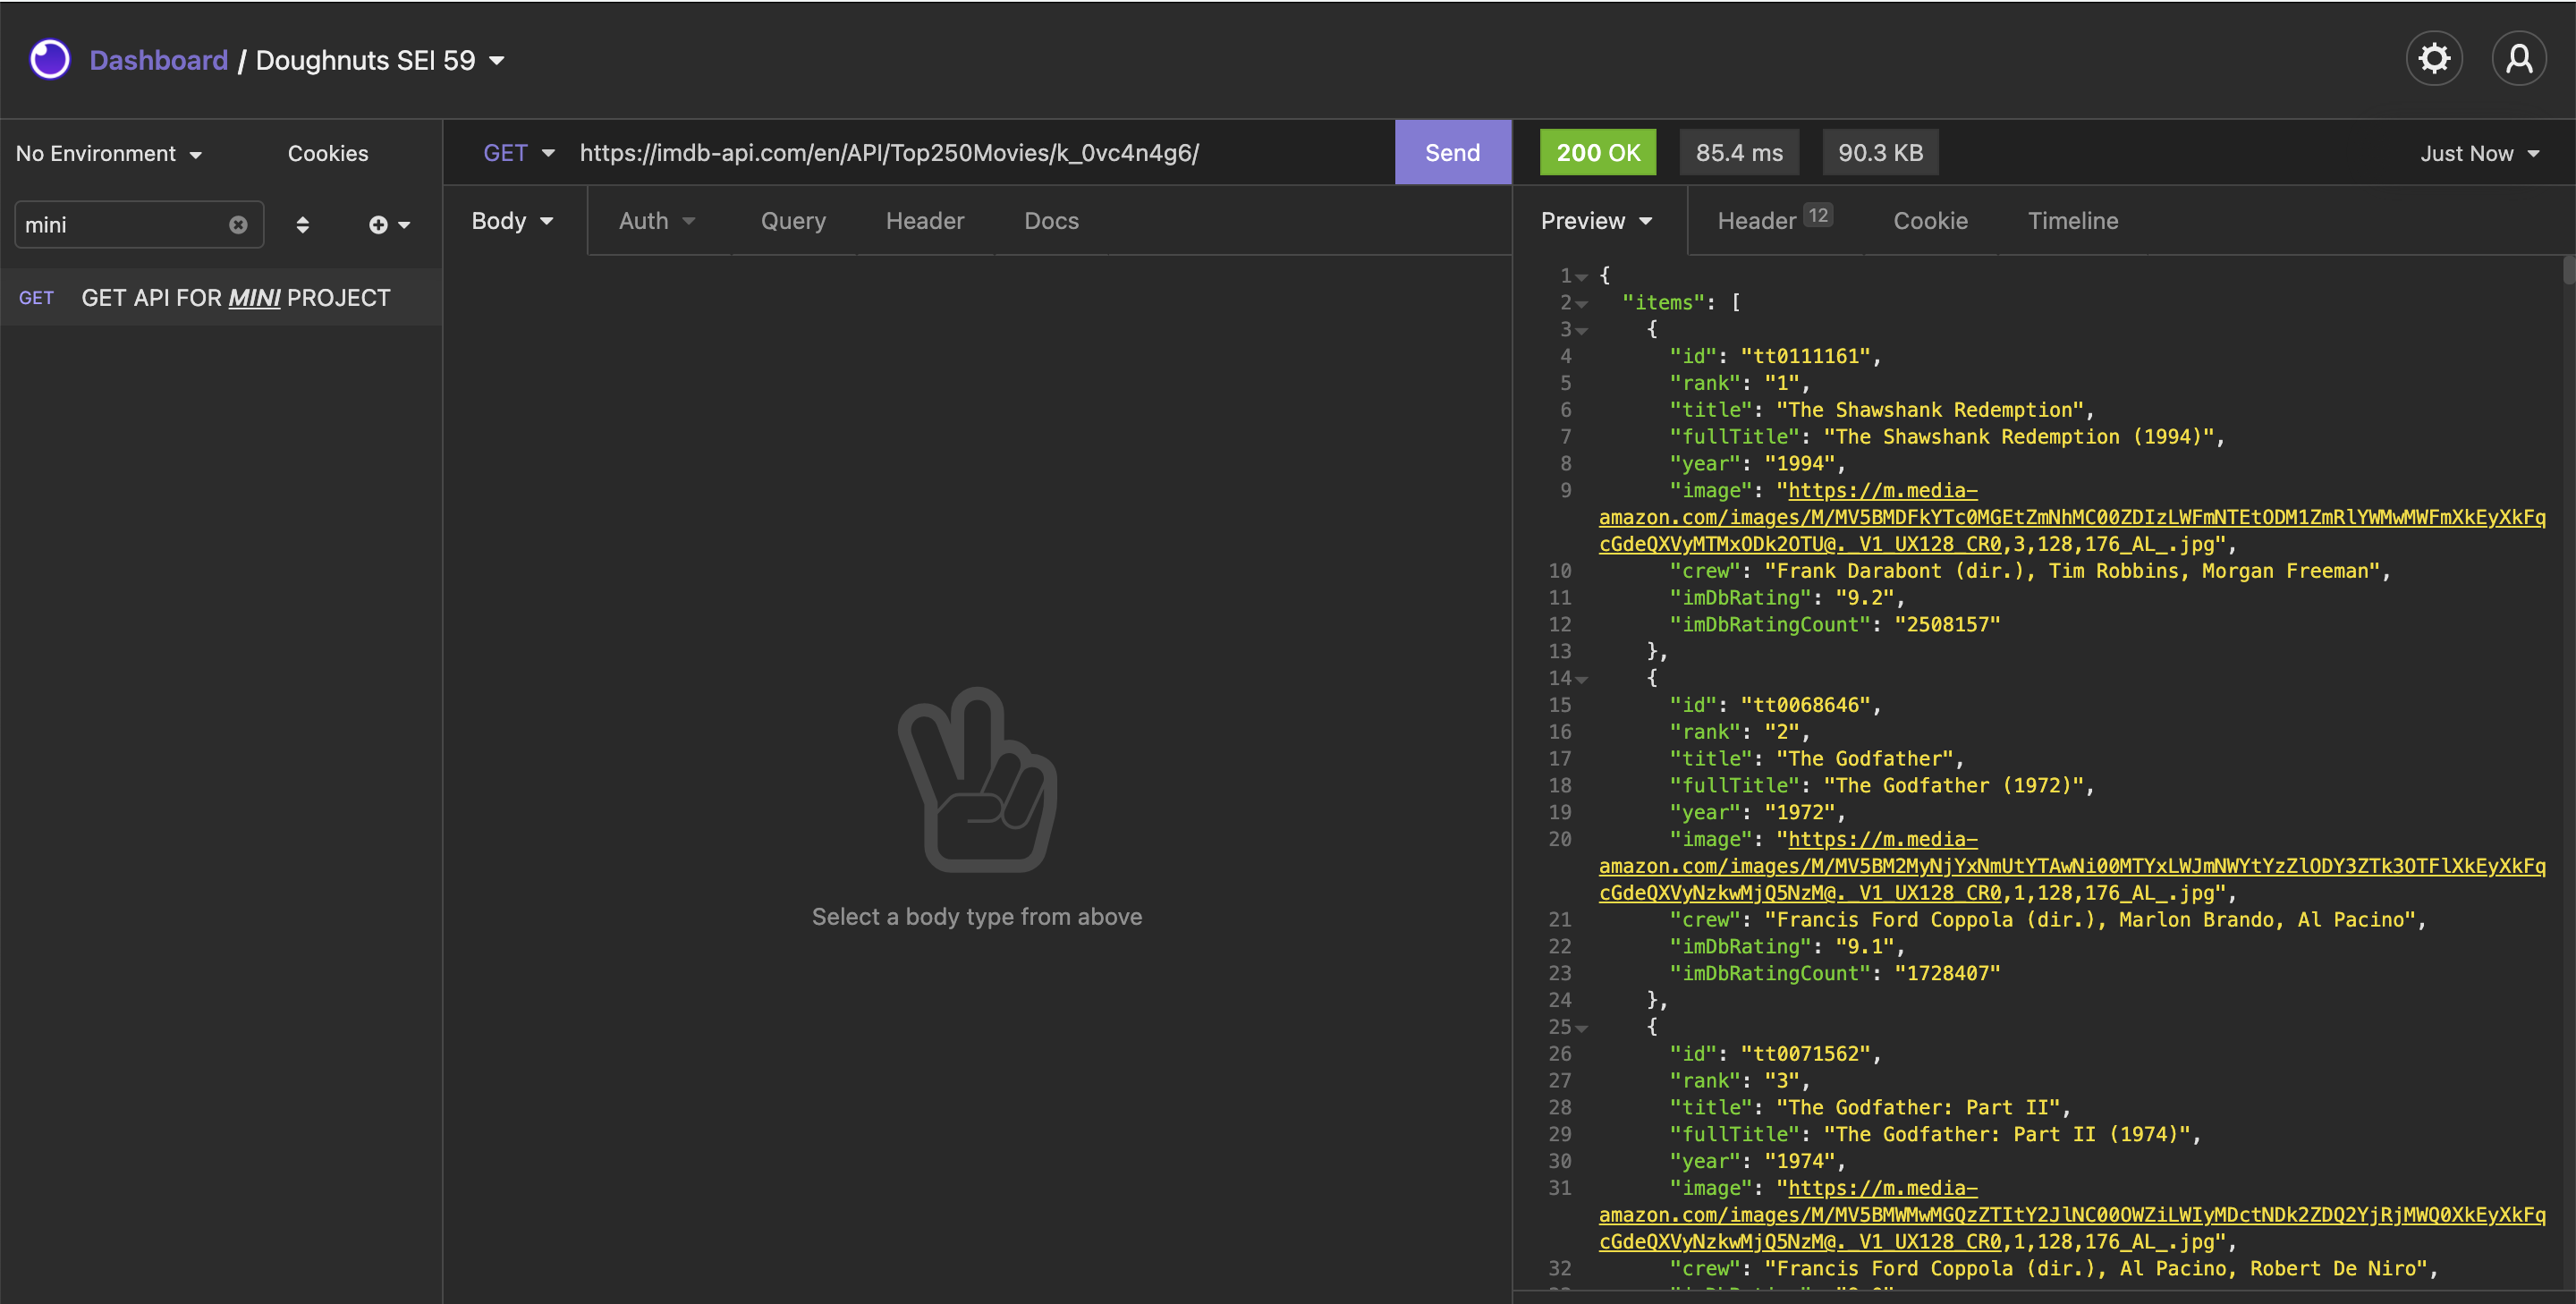 Dashboard / Doughnuts SEI 59
No Environment
Cookies
mini
GET GET API FOR MINI PROJECT
GET https://imdb-api.com/en/API/Top250Movies/k_0vc4n4g6/
Send
Body Auth Query Header Docs
Select a body type from above
200 OK 85.4 ms 90.3 KB Just Now
Preview Header 12 Cookie Timeline
1 {
2 "items": [
3 {
4 "id": "tt0111161",
5 "rank": "1",
6 "title": "The Shawshank Redemption",
7 "fullTitle": "The Shawshank Redemption (1994)",
8 "year": "1994",
9 "image": "https://m.media-
amazon.com/images/M/MV5BMDFkYTc0MGEtZmNhMC00ZDIzLWFmNTEtODM1ZmRlYWMwMWFmXkEyXkFq
cGdeQXVyMTMxODk2OTU@._V1_UX128_CR0,3,128,176_AL_.jpg",
10 "crew": "Frank Darabont (dir.), Tim Robbins, Morgan Freeman",
11 "imDbRating": "9.2",
12 "imDbRatingCount": "2508157"
13 },
14 {
15 "id": "tt0068646",
16 "rank": "2",
17 "title": "The Godfather",
18 "fullTitle": "The Godfather (1972)",
19 "year": "1972",
20 "image": "https://m.media-
amazon.com/images/M/MV5BM2MyNjYxNmUtYTAwNi00MTYxLWJmNWYtYzZlODY3ZTk3OTFlXkEyXkFq
cGdeQXVyNzkwMjQ5NzM@._V1_UX128_CR0,1,128,176_AL_.jpg",
21 "crew": "Francis Ford Coppola (dir.), Marlon Brando, Al Pacino",
22 "imDbRating": "9.1",
23 "imDbRatingCount": "1728407"
24 },
25 {
26 "id": "tt0071562",
27 "rank": "3",
28 "title": "The Godfather: Part II",
29 "fullTitle": "The Godfather: Part II (1974)",
30 "year": "1974",
31 "image": "https://m.media-
amazon.com/images/M/MV5BMWMwMGQzZTItY2JlNC00OWZiLWIyMDctNDk2ZDQ2YjRjMWQ0XkEyXkFq
cGdeQXVyNzkwMjQ5NzM@._V1_UX128_CR0,1,128,176_AL_.jpg",
32 "crew": "Francis Ford Coppola (dir.), Al Pacino, Robert De Niro",